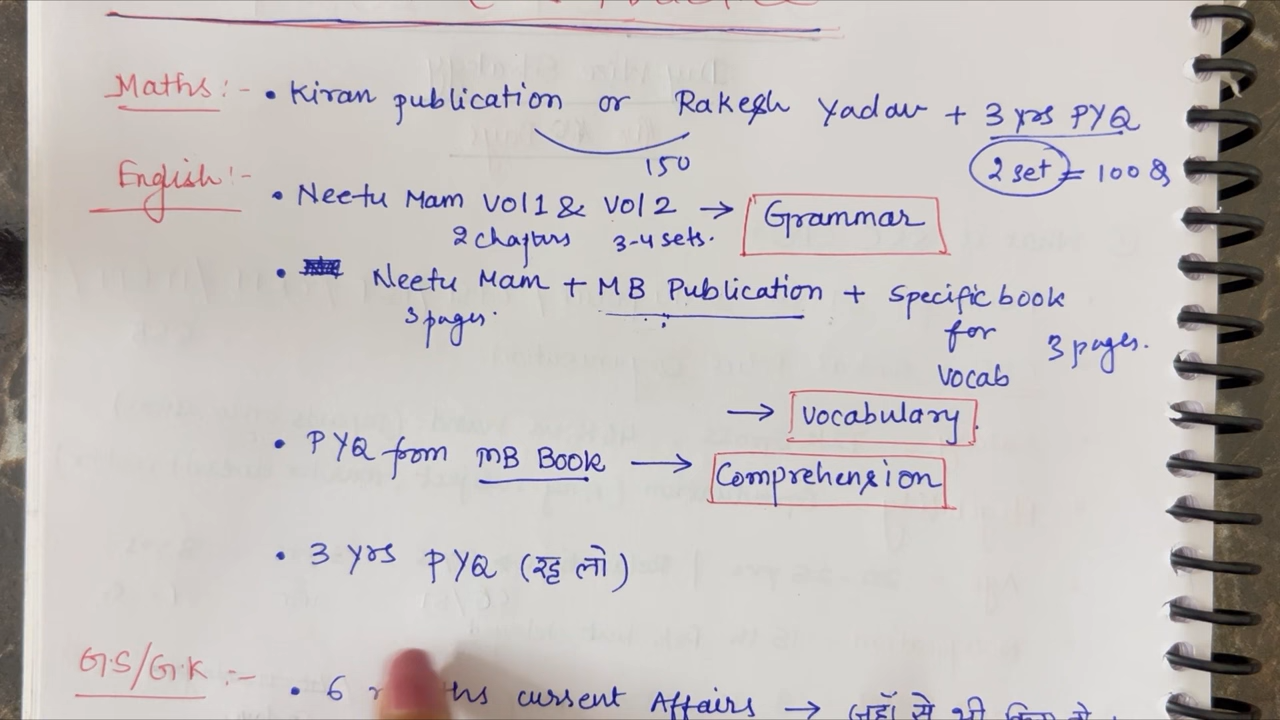 Maths :- • Kiran publication or Rakesh Yadav + 3 yrs PYQ
150
2 set = 100 Q
English :-
• Neetu Mam Vol 1 & Vol 2 → Grammar
2 chapters 3-4 sets.
• Neetu Mam + MB Publication + Specific book for vocab
3 pages. 3 pages.
→ Vocabulary.
• PYQ from MB Book → Comprehension
• 3 yrs PYQ (रट्ट लो)
G.S/G.K :-
• 6 current Affairs → जहाँ से भी